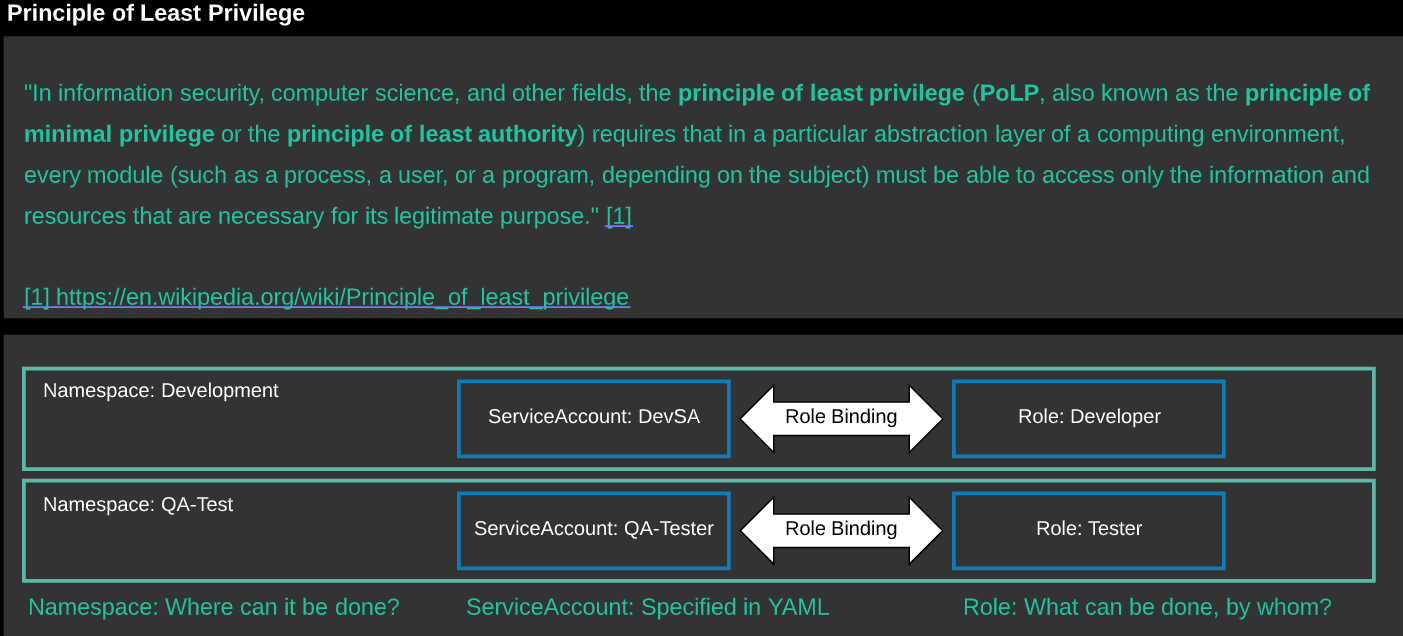 Principle of Least Privilege
"In information security, computer science, and other fields, the principle of least privilege (PoLP, also known as the principle of
minimal privilege or the principle of least authority) requires that in a particular abstraction layer of a computing environment,
every module (such as a process, a user, or a program, depending on the subject) must be able to access only the information and
resources that are necessary for its legitimate purpose." [1]
[1] https://en.wikipedia.org/wiki/Principle_of_least_privilege
Namespace: Development
ServiceAccount: DevSA
Role Binding
Role: Developer
Namespace: QA-Test
ServiceAccount: QA-Tester
Role Binding
Role: Tester
Namespace: Where can it be done?
ServiceAccount: Specified in YAML
Role: What can be done, by whom?